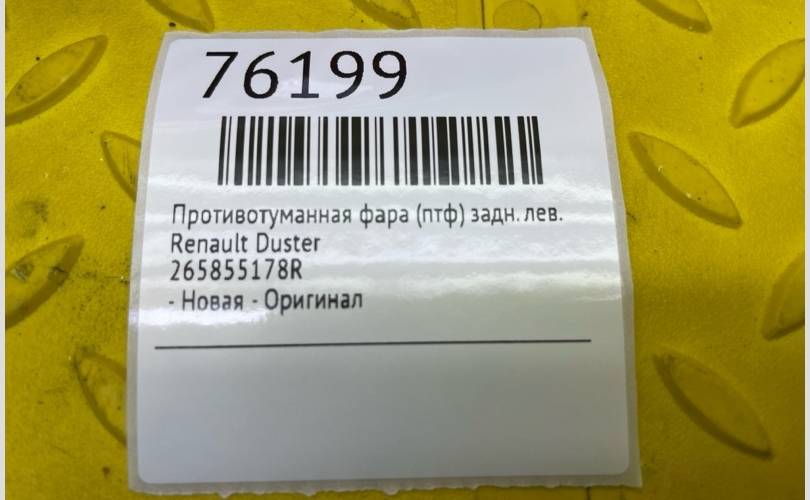 76199
Противотуманная фара (птф) задн. лев.
Renault Duster
265855178R
- Новая - Оригинал